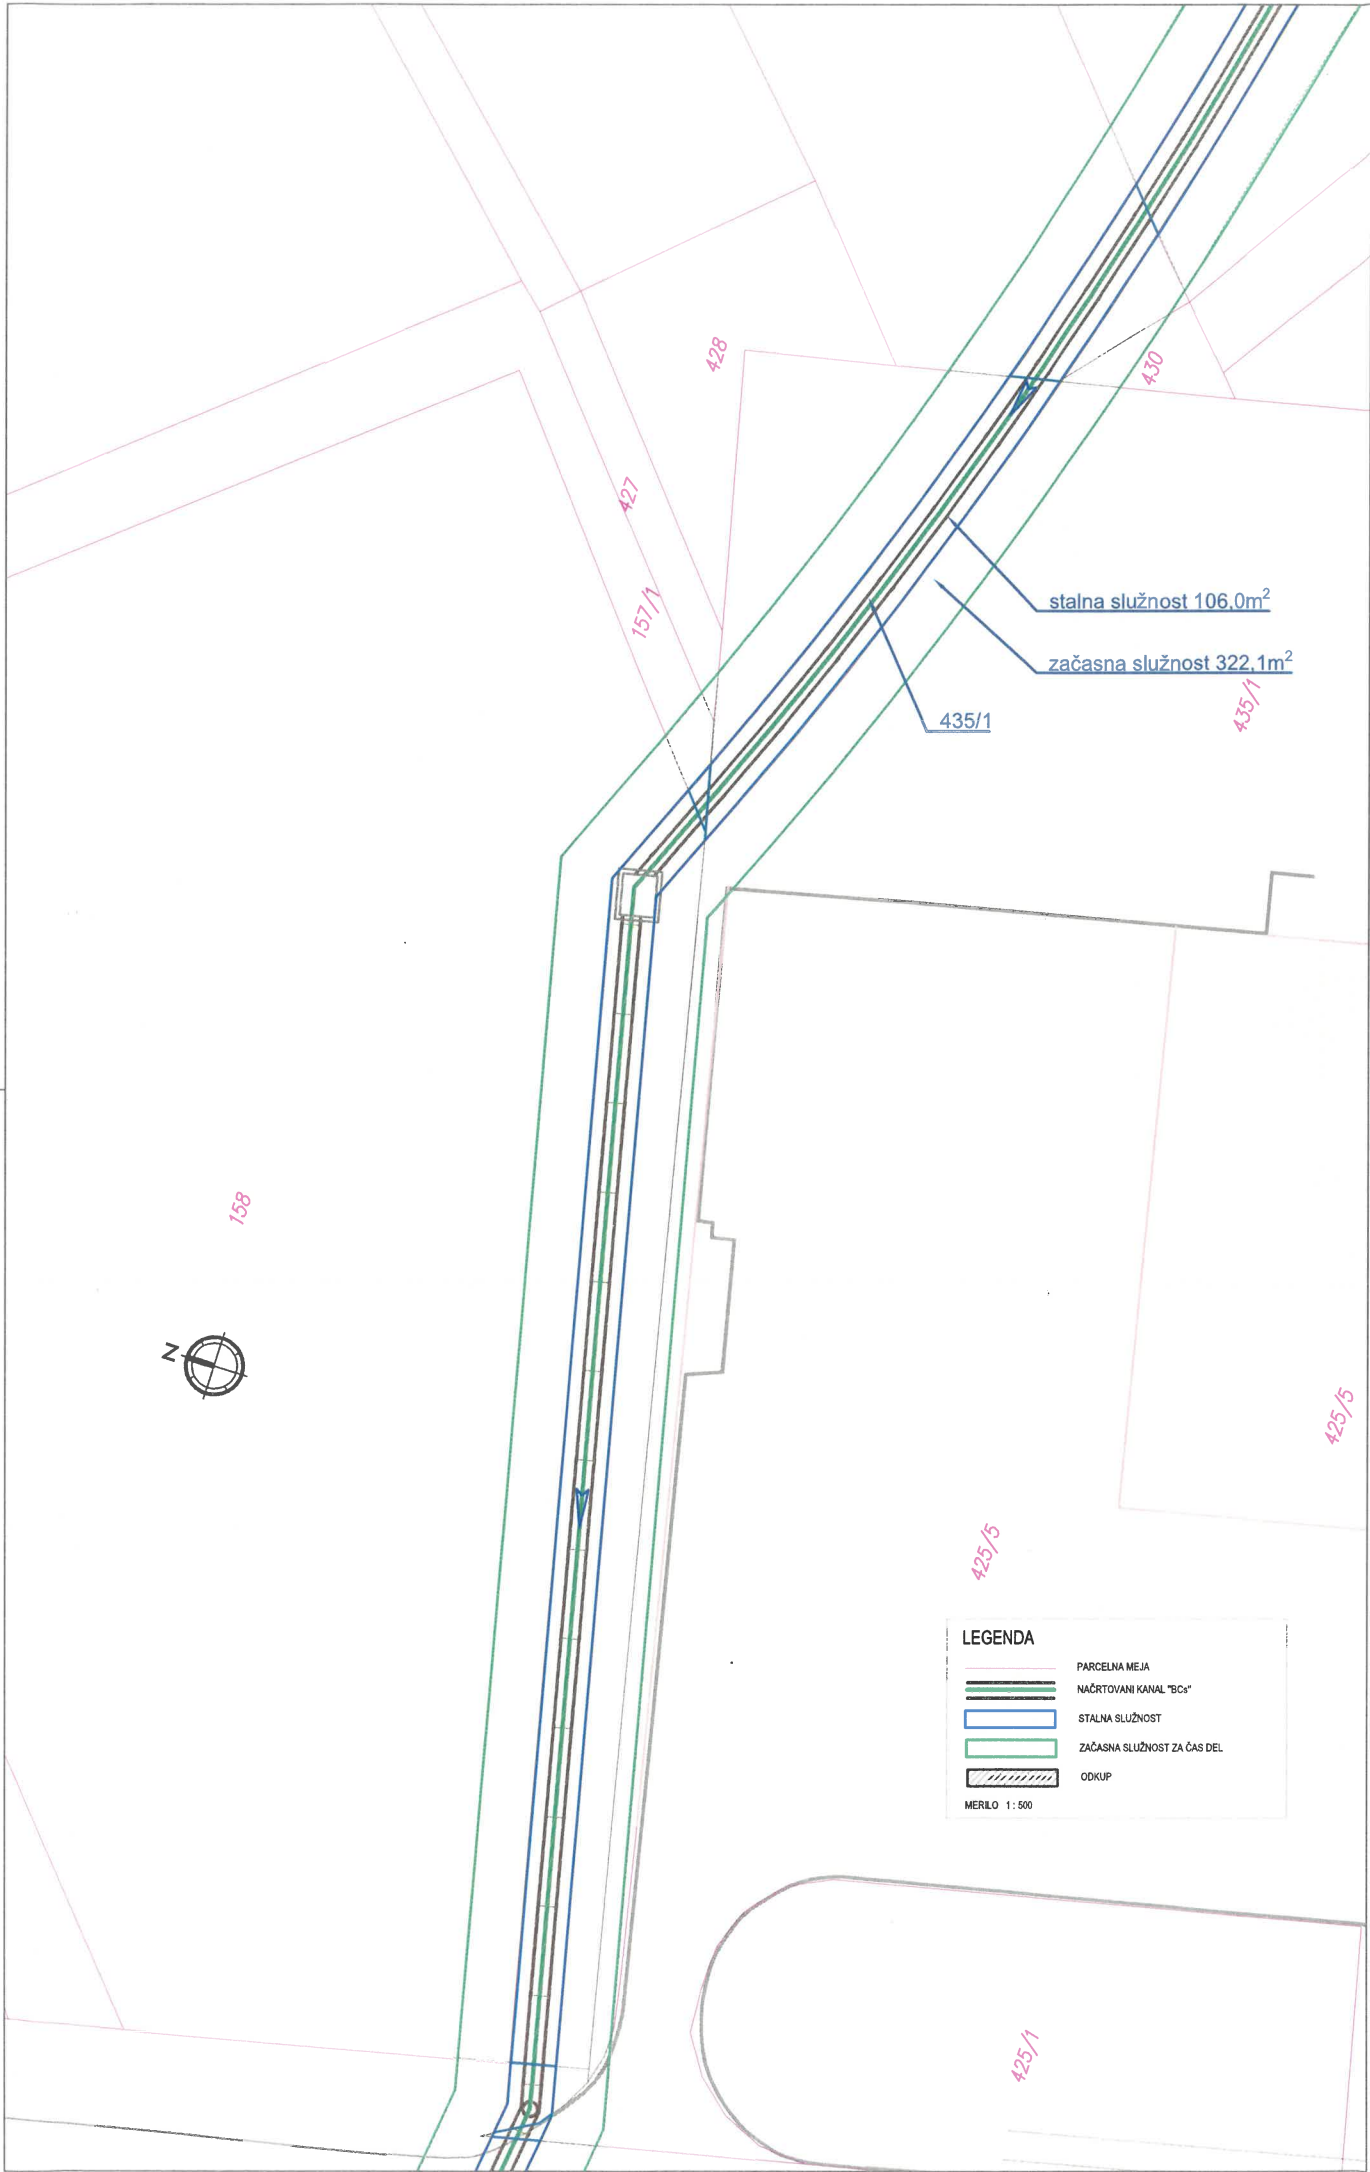 428
430
427
157/1
stalna služnost 106,0m²
začasna služnost 322,1m²
435/1
435/1
158
N
425/5
425/5
LEGENDA
PARCELNA MEJA
NAČRTOVANI KANAL "BCs"
STALNA SLUŽNOST
ZAČASNA SLUŽNOST ZA ČAS DEL
ODKUP
MERILO 1 : 500
425/1